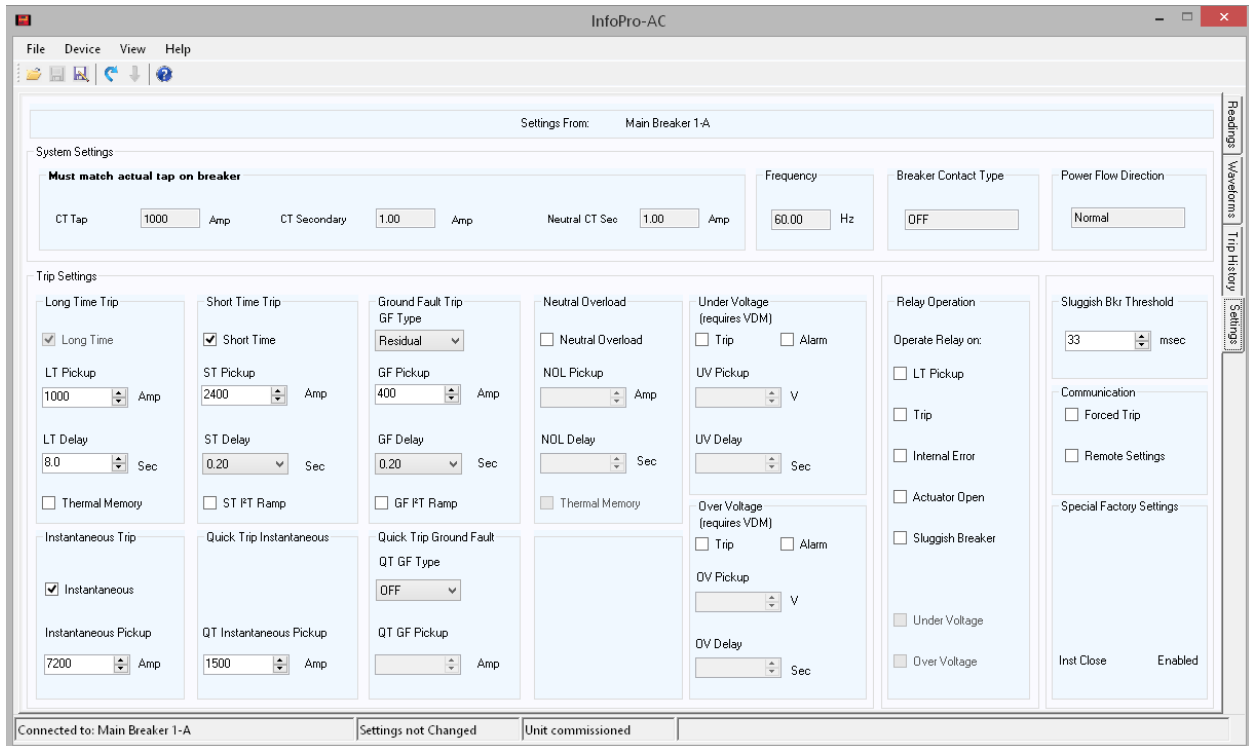 InfoPro-AC
File Device View Help
Settings From: Main Breaker 1-A
System Settings
Must match actual tap on breaker
CT Tap 1000 Amp CT Secondary 1.00 Amp Neutral CT Sec 1.00 Amp
Frequency
60.00 Hz
Breaker Contact Type
OFF
Power Flow Direction
Normal
Readings
Waveforms
Trip History
Settings
Trip Settings
Long Time Trip
Long Time
LT Pickup
1000 Amp
LT Delay
8.0 Sec
Thermal Memory
Short Time Trip
Short Time
ST Pickup
2400 Amp
ST Delay
0.20 Sec
ST I²T Ramp
Ground Fault Trip
GF Type
Residual
GF Pickup
400 Amp
GF Delay
0.20 Sec
GF I²T Ramp
Neutral Overload
Neutral Overload
NOL Pickup
Amp
NOL Delay
Sec
Thermal Memory
Under Voltage
(requires VDM)
Trip Alarm
UV Pickup
V
UV Delay
Sec
Instantaneous Trip
Instantaneous
Instantaneous Pickup
7200 Amp
Quick Trip Instantaneous
QT Instantaneous Pickup
1500 Amp
Quick Trip Ground Fault
QT GF Type
OFF
QT GF Pickup
Amp
Over Voltage
(requires VDM)
Trip Alarm
OV Pickup
V
OV Delay
Sec
Relay Operation
Operate Relay on:
LT Pickup
Trip
Internal Error
Actuator Open
Sluggish Breaker
Under Voltage
Over Voltage
Sluggish Bkr Threshold
33 msec
Communication
Forced Trip
Remote Settings
Special Factory Settings
Inst Close Enabled
Connected to: Main Breaker 1-A Settings not Changed Unit commissioned